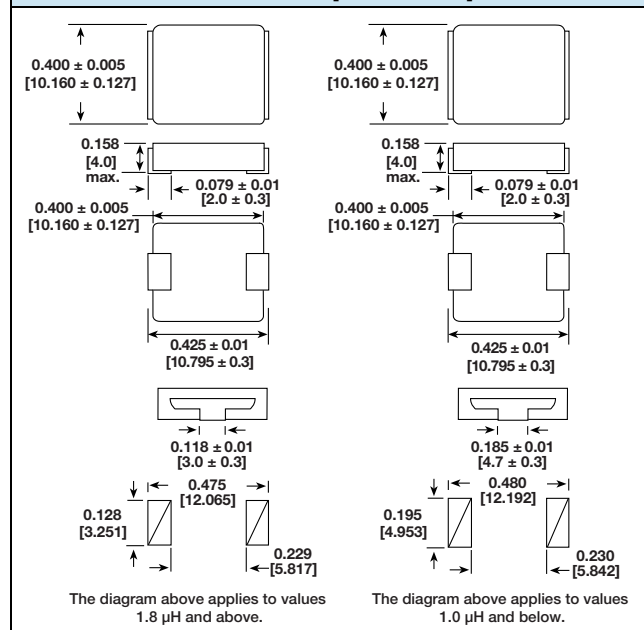 0.400 ± 0.005
[10.160 ± 0.127]
0.158
[4.0]
max.
0.079 ± 0.01
[2.0 ± 0.3]
0.400 ± 0.005
[10.160 ± 0.127]
0.425 ± 0.01
[10.795 ± 0.3]
0.118 ± 0.01
[3.0 ± 0.3]
0.475
[12.065]
0.128
[3.251]
0.229
[5.817]
The diagram above applies to values
1.8 µH and above.
0.400 ± 0.005
[10.160 ± 0.127]
0.158
[4.0]
max.
0.079 ± 0.01
[2.0 ± 0.3]
0.400 ± 0.005
[10.160 ± 0.127]
0.425 ± 0.01
[10.795 ± 0.3]
0.185 ± 0.01
[4.7 ± 0.3]
0.480
[12.192]
0.195
[4.953]
0.230
[5.842]
The diagram above applies to values
1.0 µH and below.